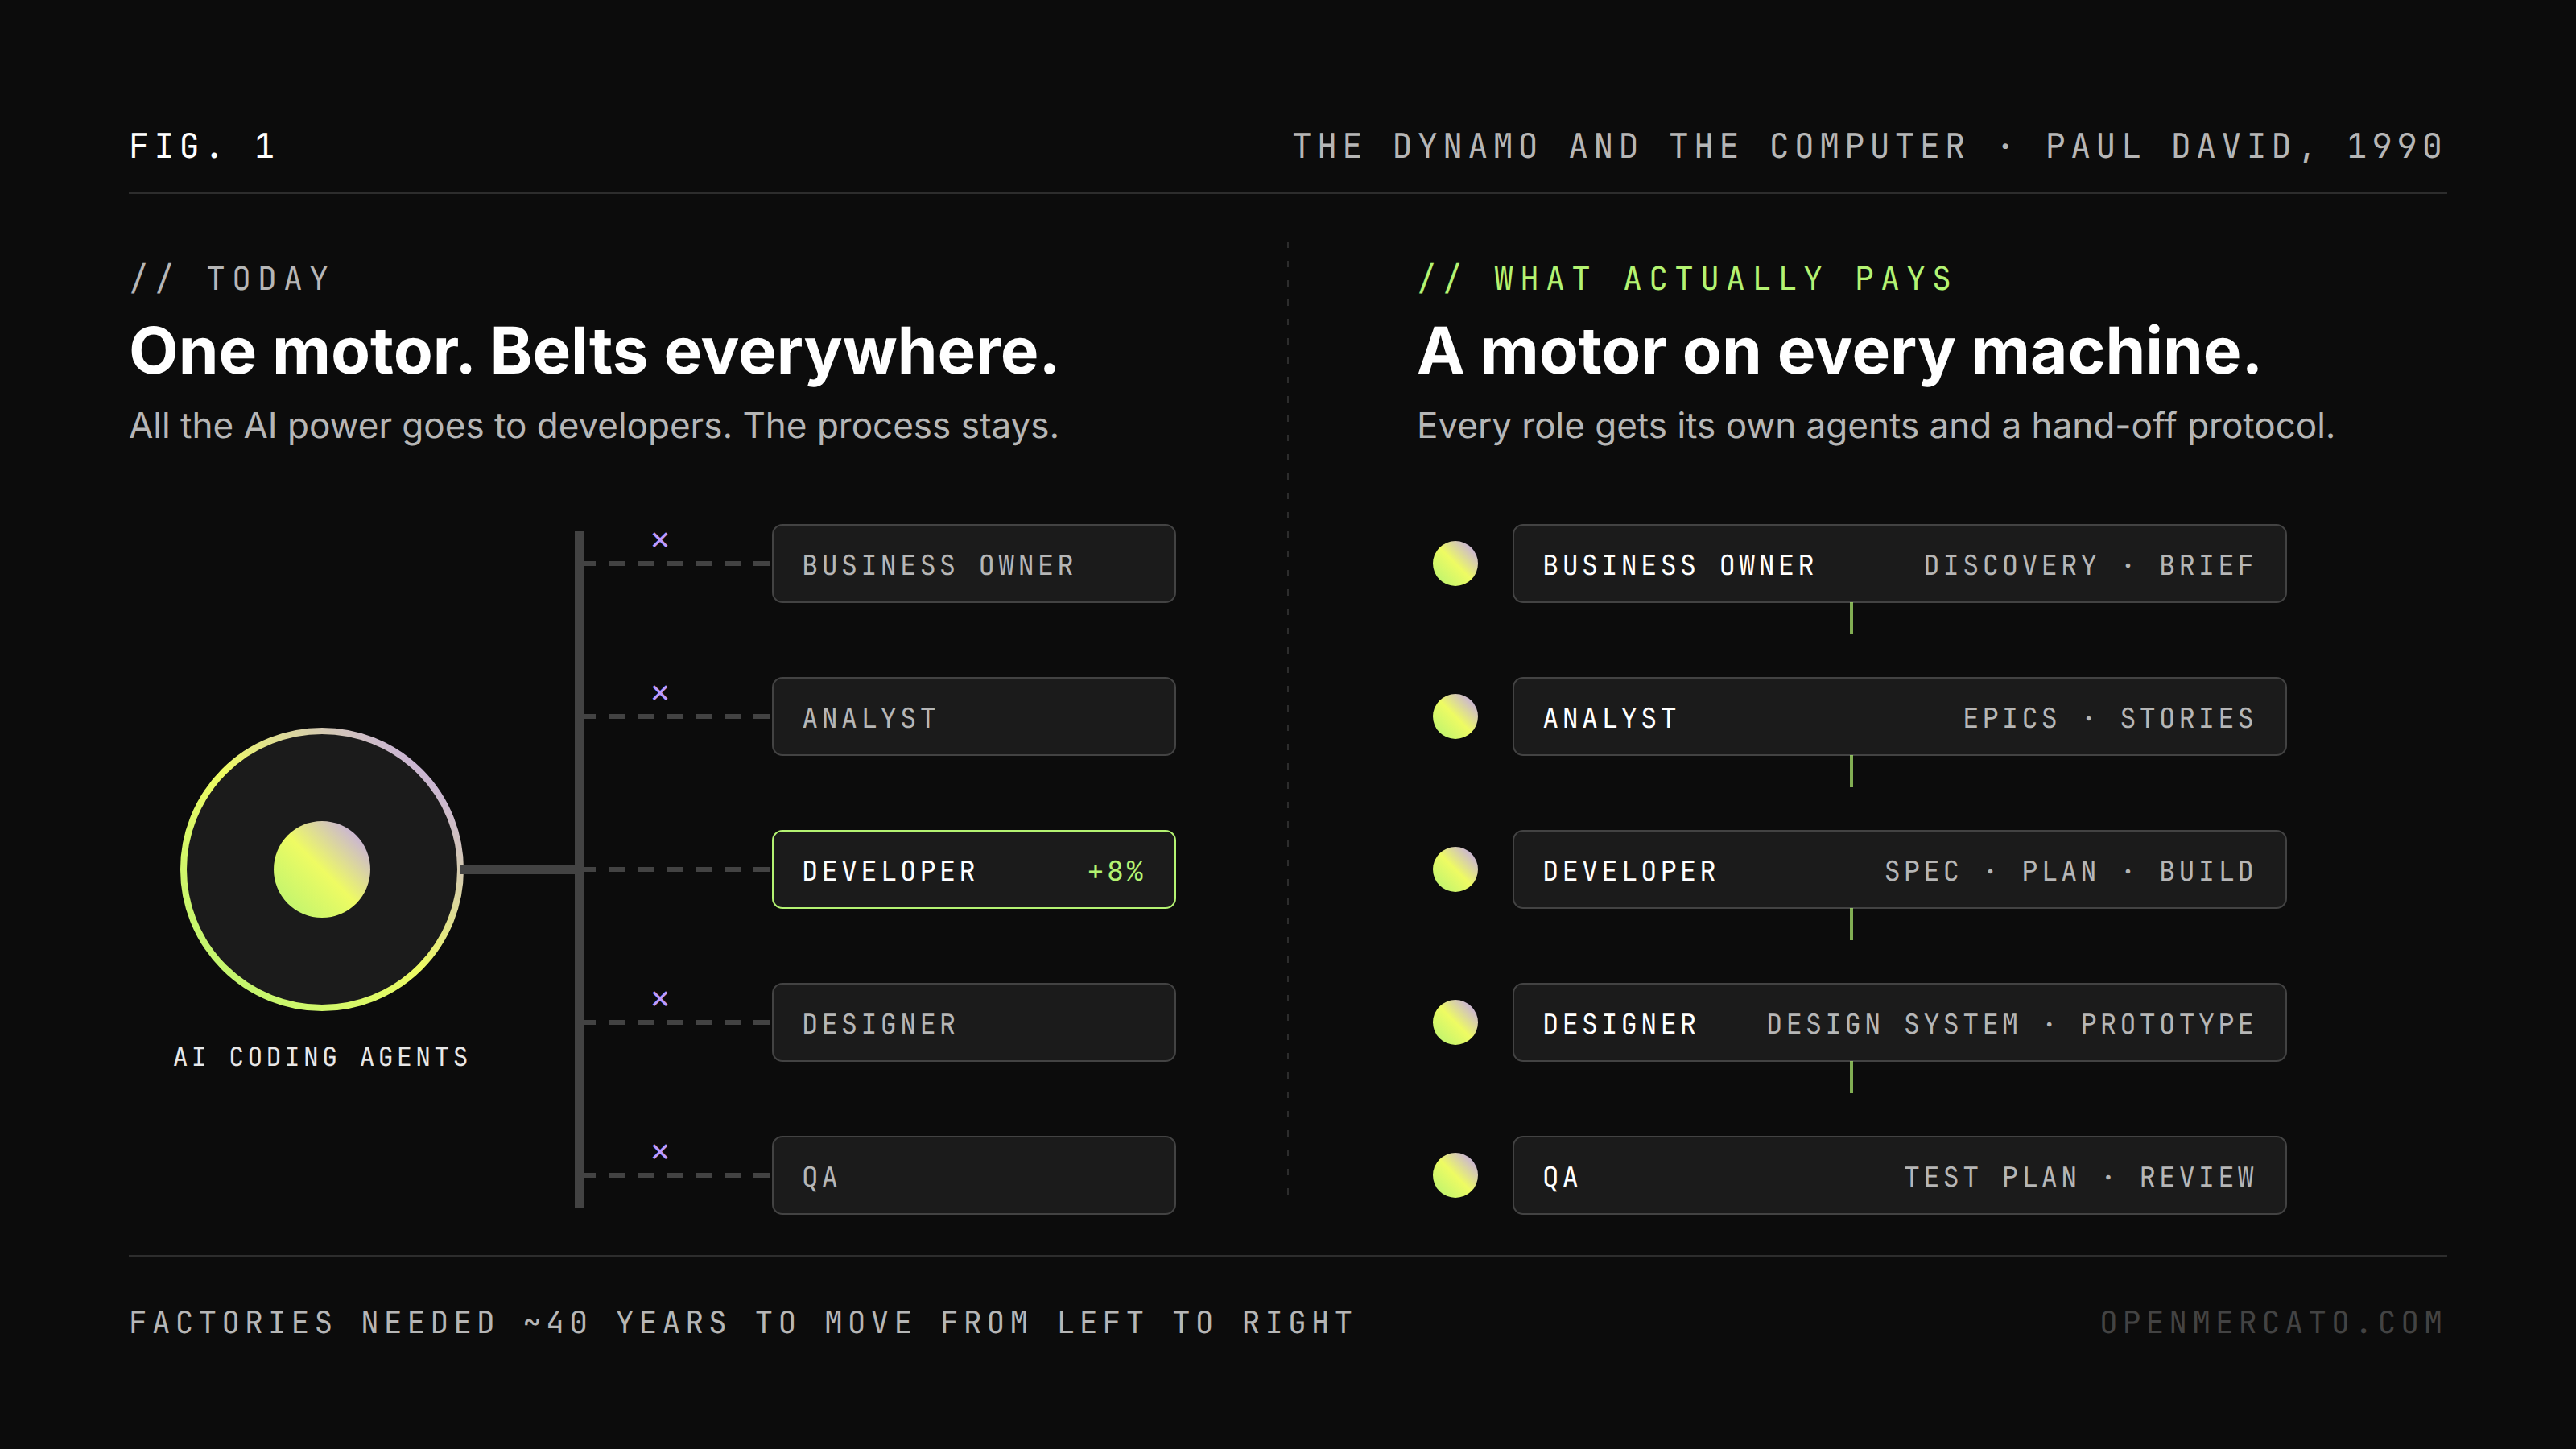 FIG. 1
THE DYNAMO AND THE COMPUTER · PAUL DAVID, 1990
// TODAY
One motor. Belts everywhere.
All the AI power goes to developers. The process stays.
×
BUSINESS OWNER
×
ANALYST
DEVELOPER +8%
×
DESIGNER
×
QA
AI CODING AGENTS
// WHAT ACTUALLY PAYS
A motor on every machine.
Every role gets its own agents and a hand-off protocol.
BUSINESS OWNER DISCOVERY · BRIEF
ANALYST EPICS · STORIES
DEVELOPER SPEC · PLAN · BUILD
DESIGNER DESIGN SYSTEM · PROTOTYPE
QA TEST PLAN · REVIEW
FACTORIES NEEDED ~40 YEARS TO MOVE FROM LEFT TO RIGHT
OPENMERCATO.COM